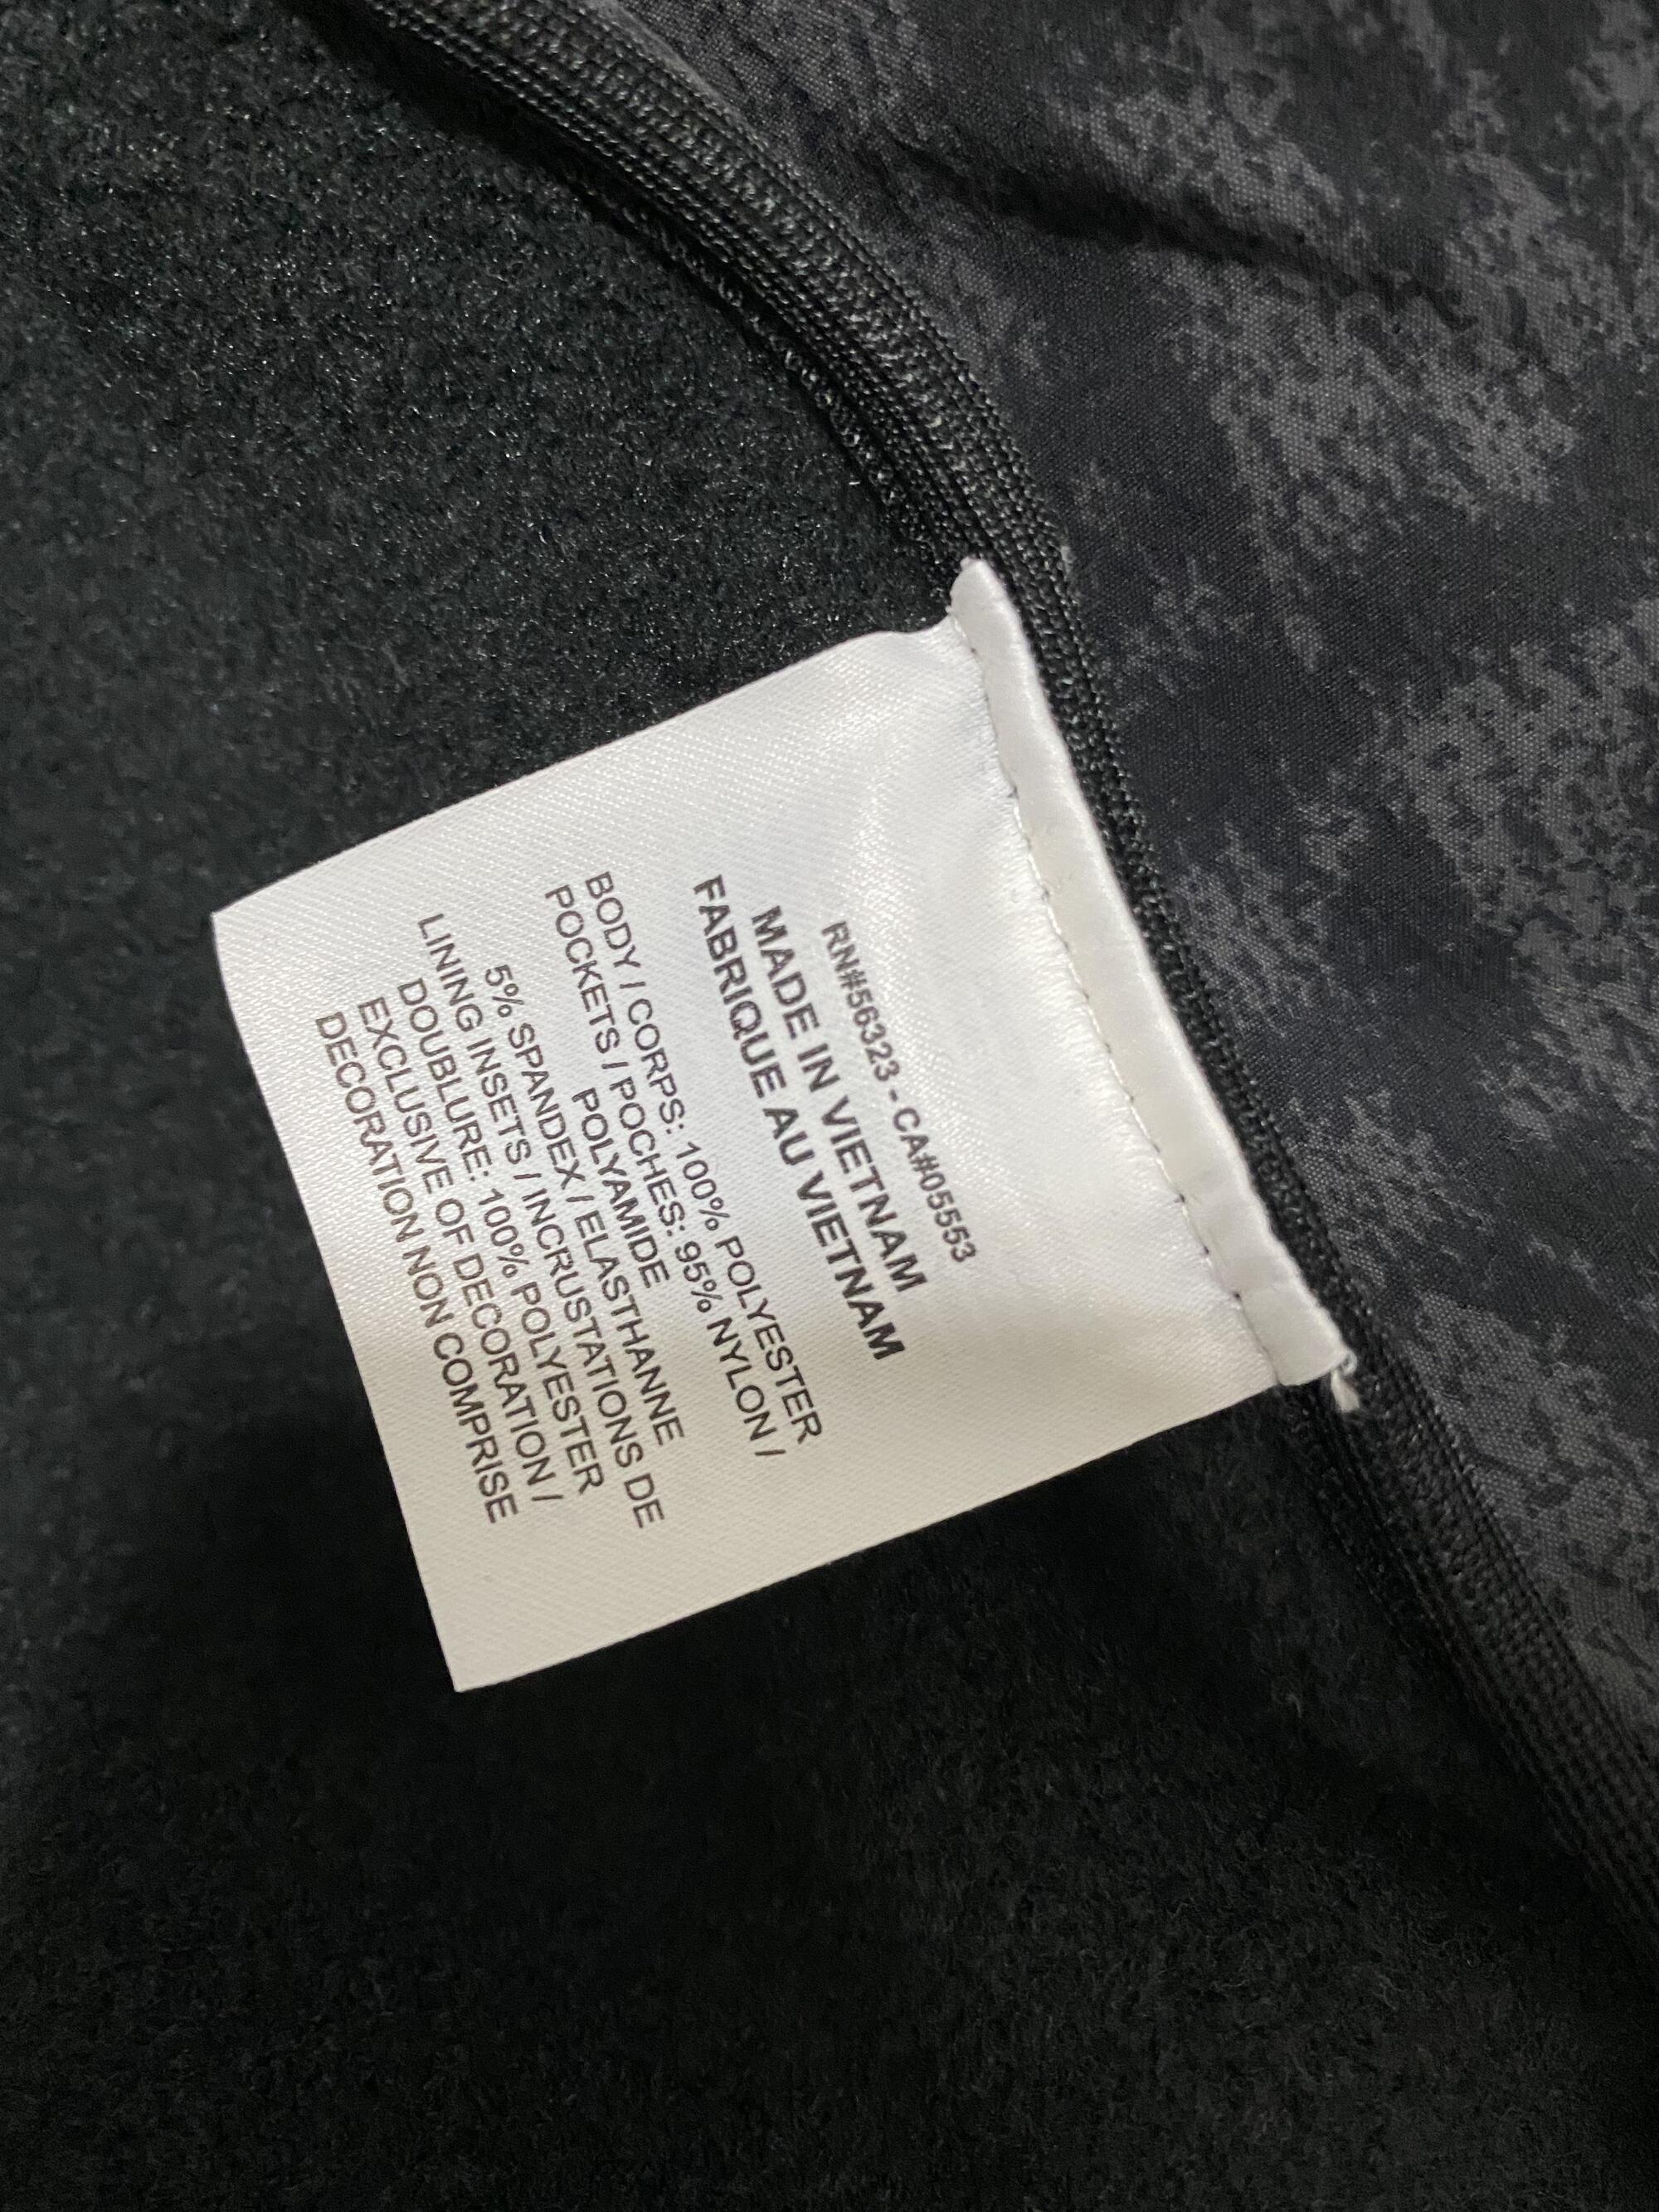 RN#56323 - CA#05553
MADE IN VIETNAM
FABRIQUE AU VIETNAM
BODY / CORPS: 100% POLYESTER
POCKETS / POCHES: 95% NYLON /
POLYAMIDE
5% SPANDEX / ELASTHANNE
LINING INSETS / INCRUSTATIONS DE
DOUBLURE: 100% POLYESTER
EXCLUSIVE OF DECORATION /
DECORATION NON COMPRISE